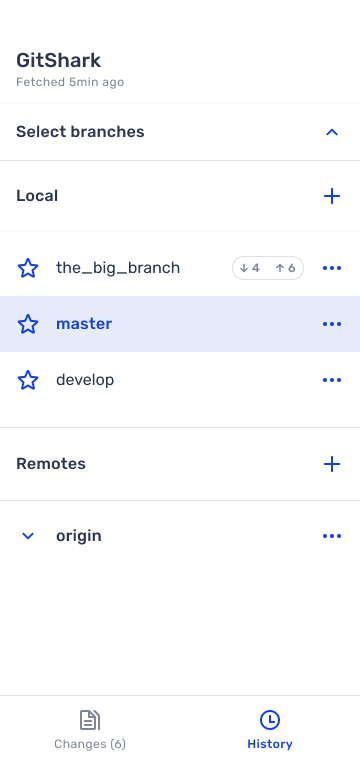 GitShark
Fetched 5min ago
Select branches
Local
the_big_branch 4 6
master
develop
Remotes
origin
Changes (6) History